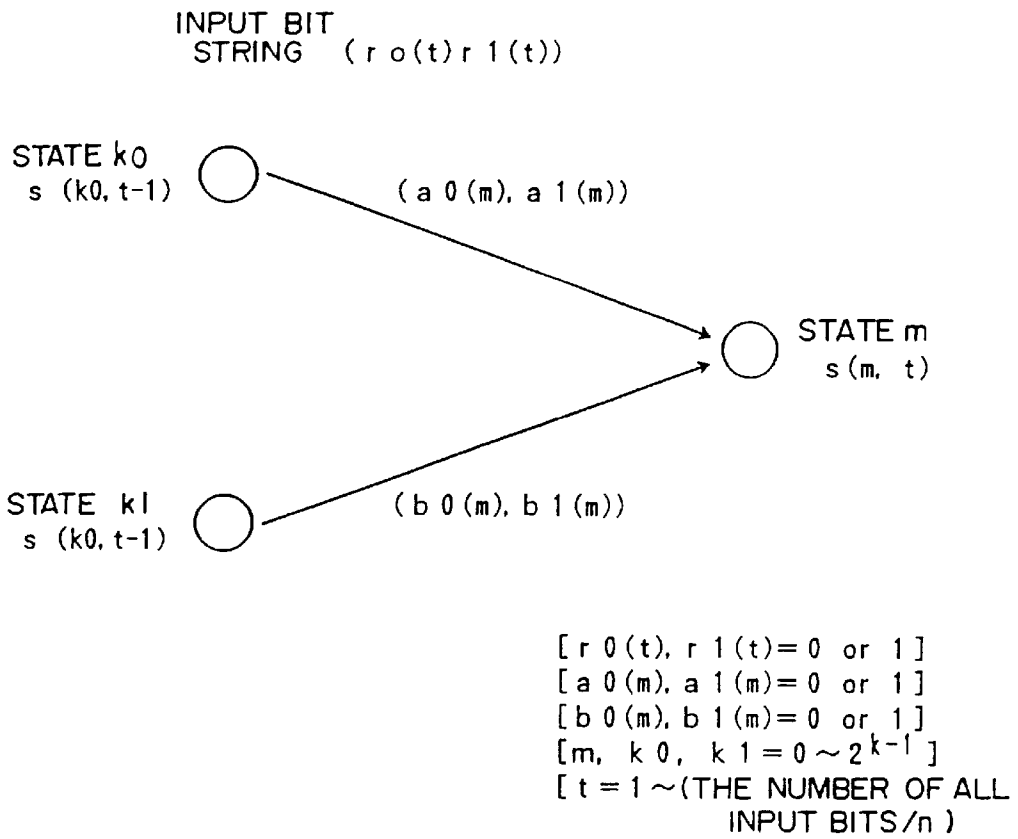 INPUT BIT
STRING (r o(t)r 1(t))
STATE k0
s (k0, t-1)
(a 0(m), a 1(m))
STATE m
s(m, t)
STATE k1
s (k0, t-1)
(b 0(m), b 1(m))
[r 0(t), r 1(t)= 0 or 1]
[a 0(m), a 1(m)= 0 or 1]
[b 0(m), b 1(m)= 0 or 1]
[m, k 0, k 1 = 0 ~ 2^{k-1}]
[t = 1 ~(THE NUMBER OF ALL
INPUT BITS/n )